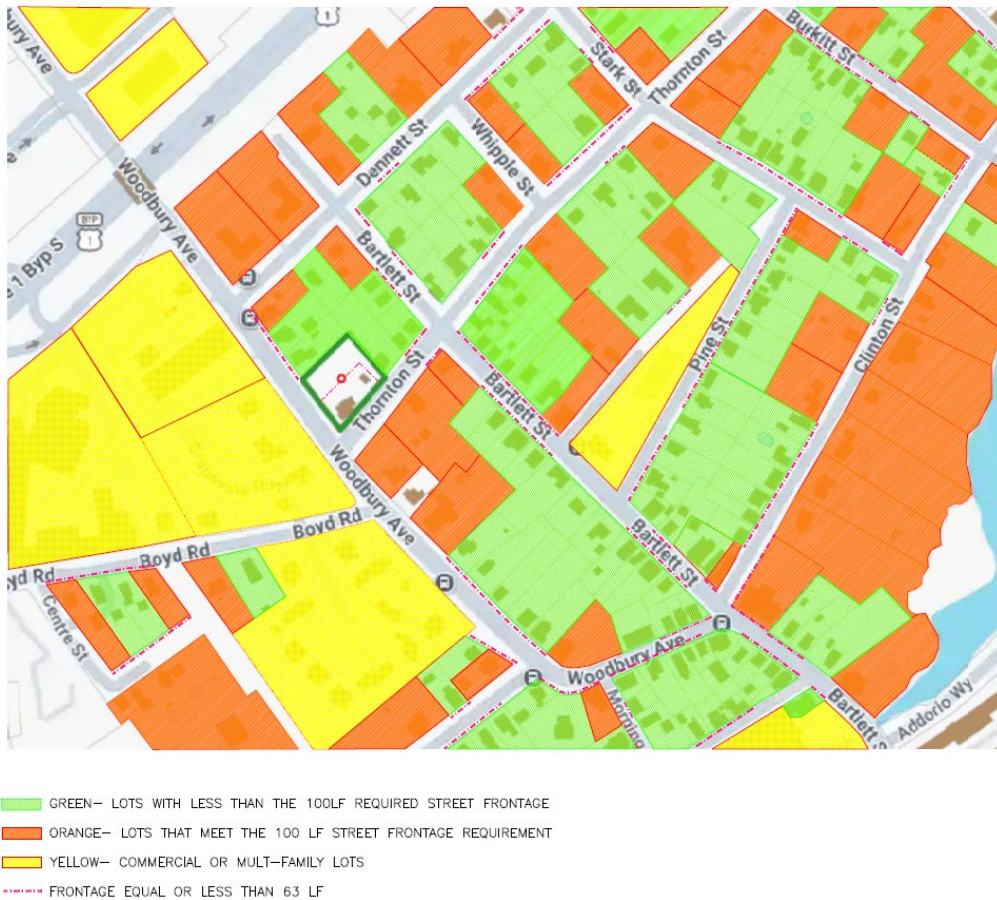 bury Ave
1
Stark St
Burkitt St
Thornton St
Dennett St
Whipple St
Woodbury Ave
BYP
1
e 1 Byp S
Bartlett St
Pine St
Clinton St
Thornton St
Bartlett St
Woodbury Ave
Boyd Rd
Boyd Rd
yd Rd
Bartlett St
Centre St
Woodbury Ave
Morning
Bartlett S
Addorio Wy
GREEN— LOTS WITH LESS THAN THE 100LF REQUIRED STREET FRONTAGE
ORANGE— LOTS THAT MEET THE 100 LF STREET FRONTAGE REQUIREMENT
YELLOW— COMMERCIAL OR MULT—FAMILY LOTS
FRONTAGE EQUAL OR LESS THAN 63 LF